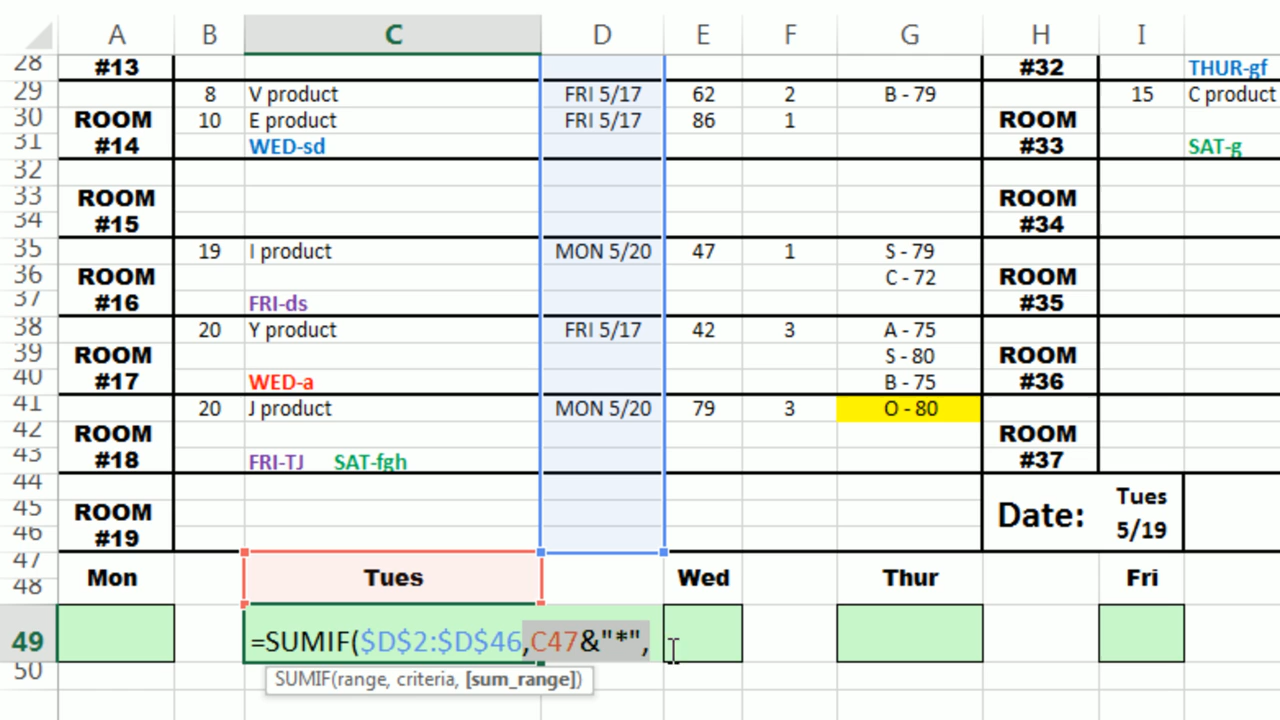 A B C D E F G H I
28 #13 #32 THUR-gf
29 8 V product FRI 5/17 62 2 B - 79 15 C product
30 ROOM 10 E product FRI 5/17 86 1 ROOM
31 #14 WED-sd #33 SAT-g
32
33 ROOM ROOM
34 #15 #34
35 19 I product MON 5/20 47 1 S - 79
36 ROOM C - 72 ROOM
37 #16 FRI-ds #35
38 20 Y product FRI 5/17 42 3 A - 75
39 ROOM S - 80 ROOM
40 #17 WED-a B - 75 #36
41 20 J product MON 5/20 79 3 O - 80
42 ROOM ROOM
43 #18 FRI-TJ SAT-fgh #37
44
45 ROOM Date: Tues
46 #19 5/19
47
Mon Tues Wed Thur Fri
48
49 =SUMIF($D$2:$D$46,C47&"*",
50 SUMIF(range, criteria, [sum_range])